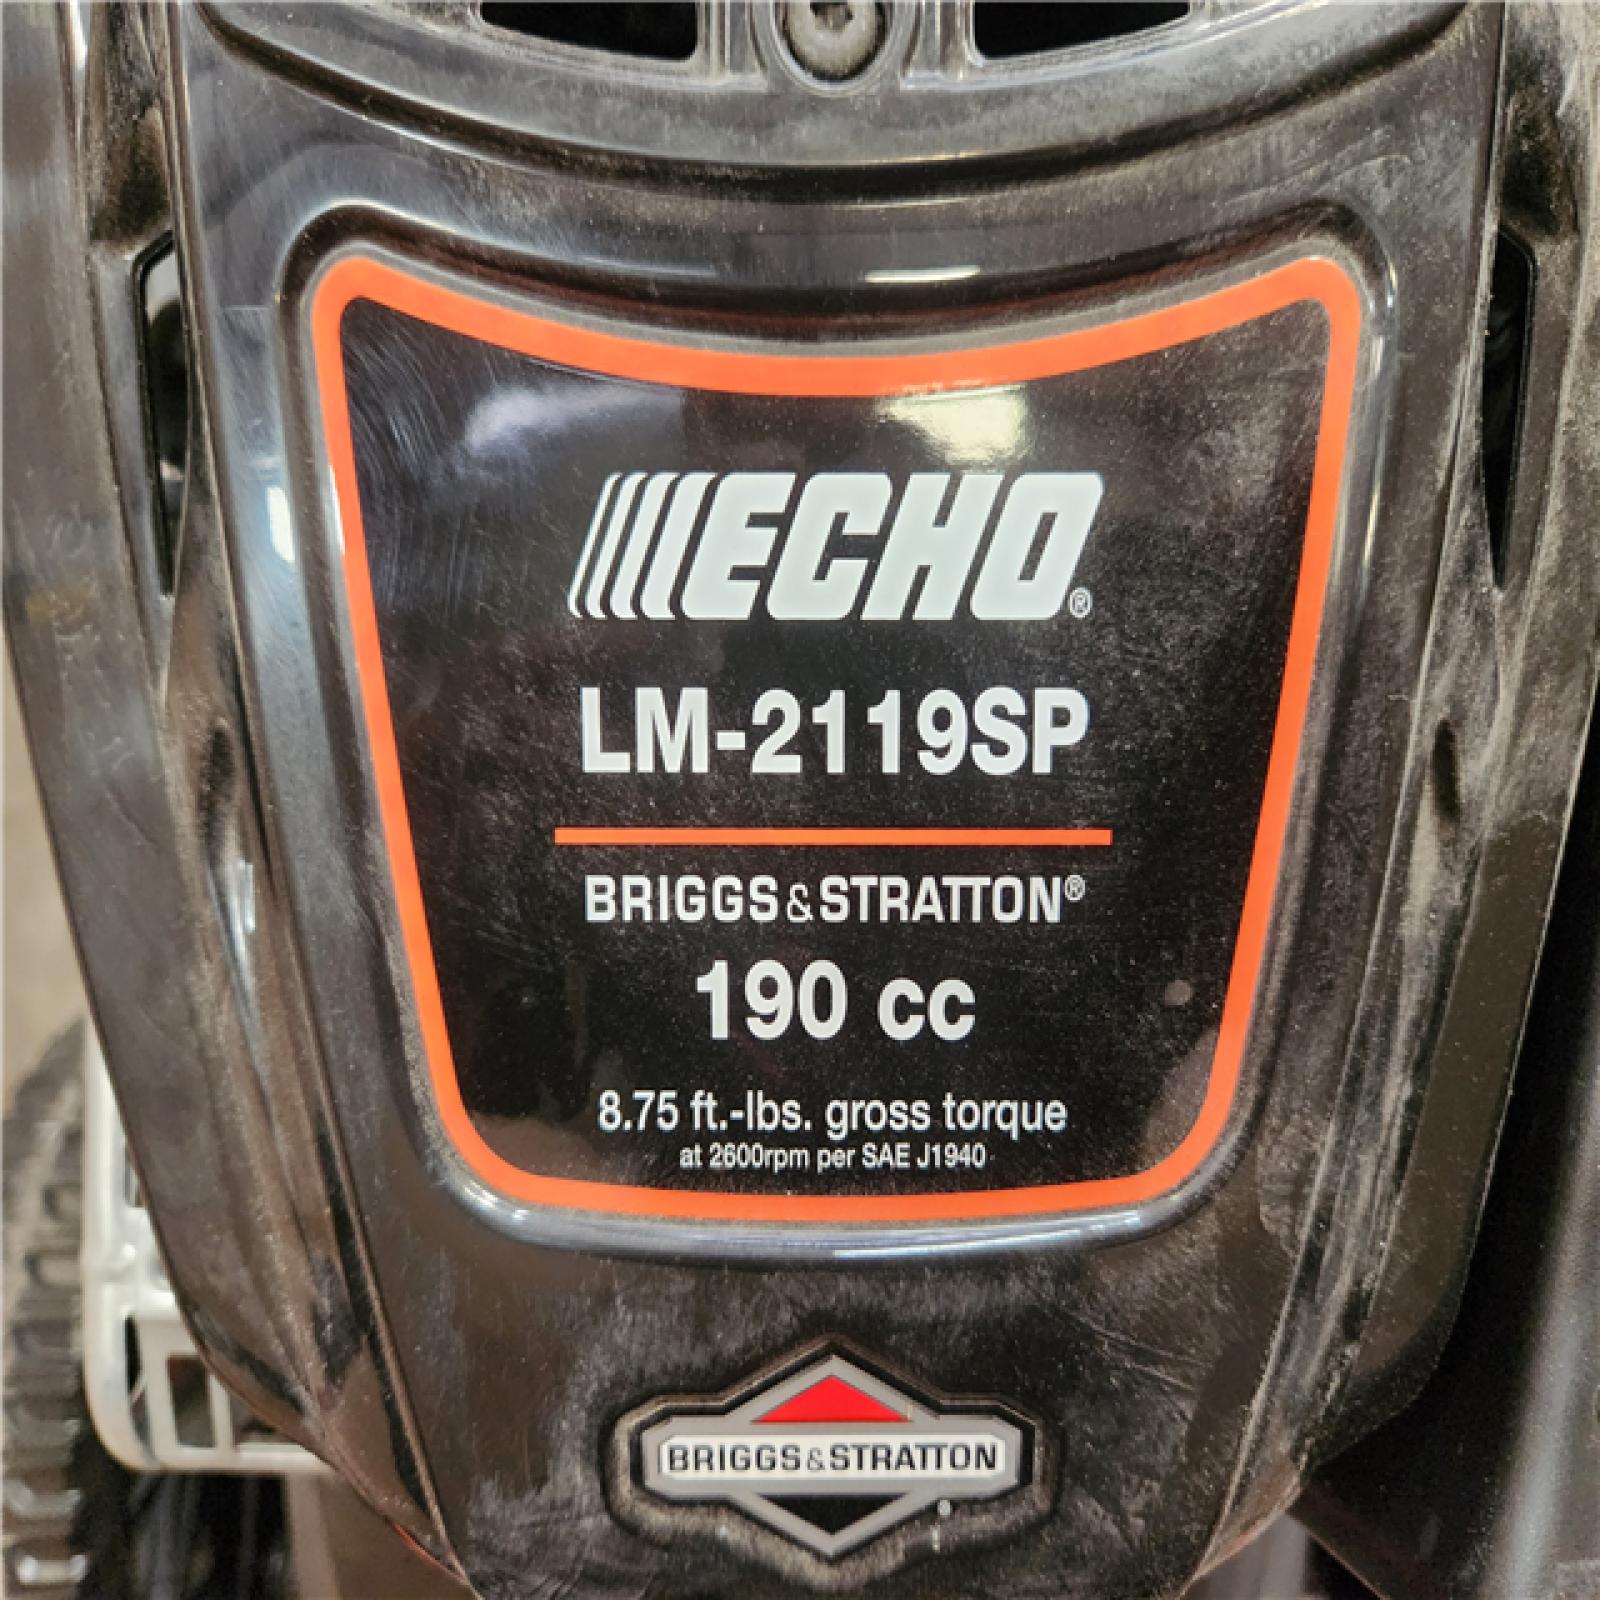 ECHO®
LM-2119SP
BRIGGS&STRATTON®
190 cc
8.75 ft.-lbs. gross torque
at 2600rpm per SAE J1940
BRIGGS&STRATTON